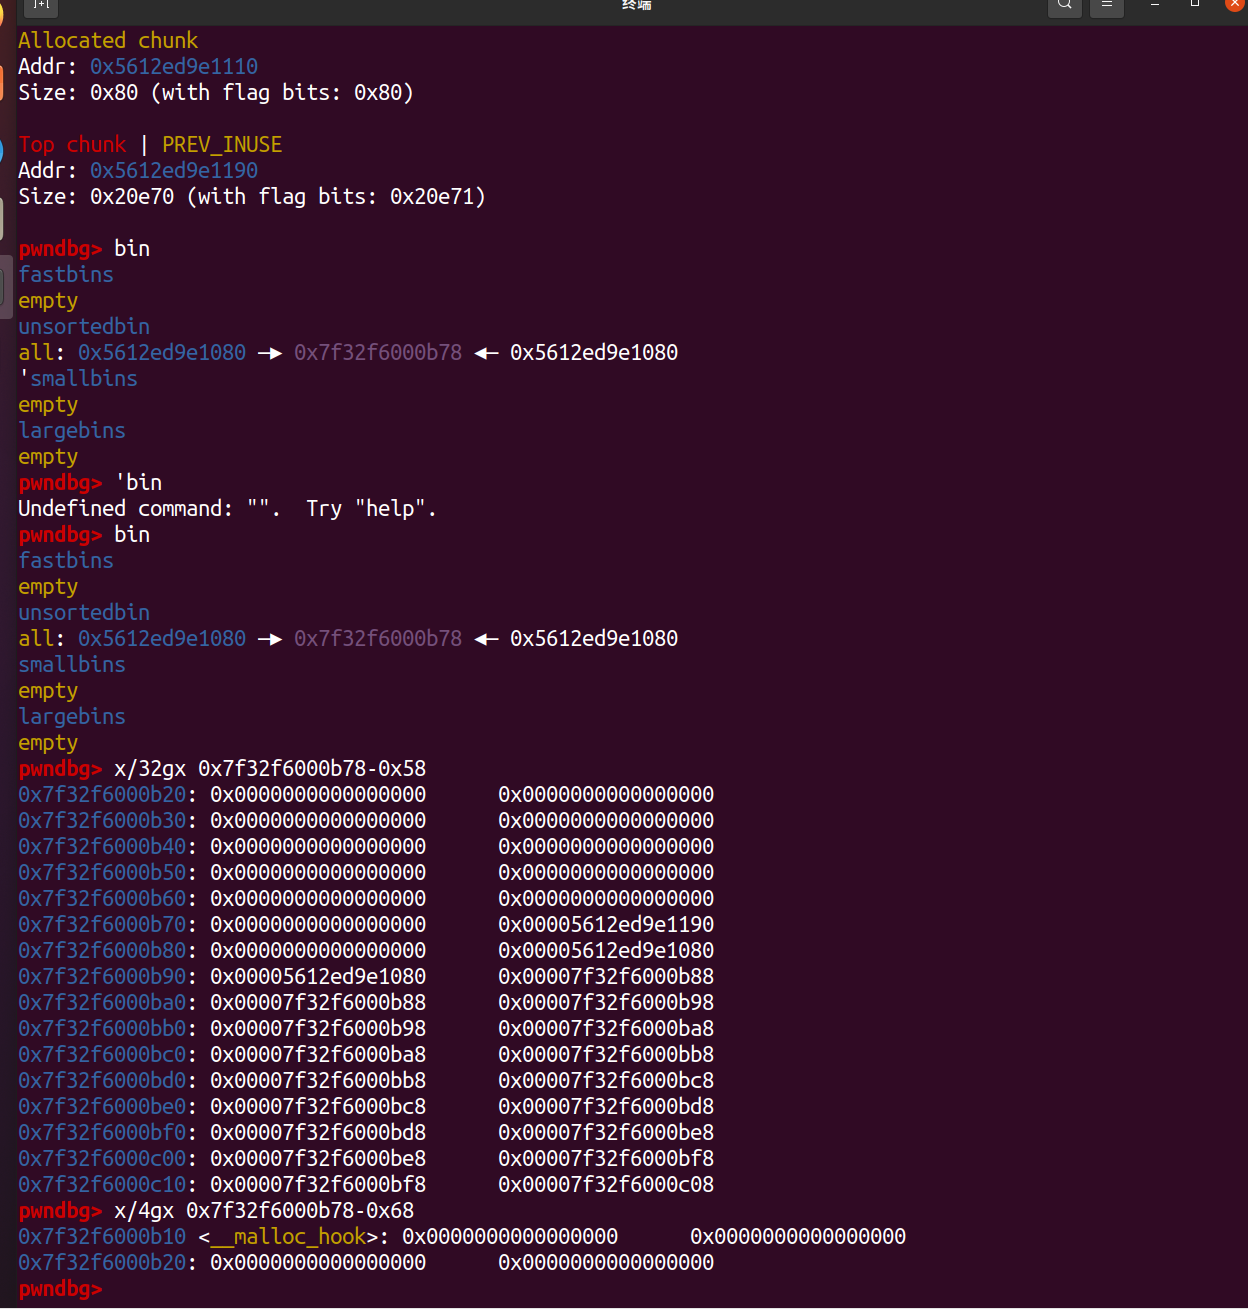 终端
Allocated chunk
Addr: 0x5612ed9e1110
Size: 0x80 (with flag bits: 0x80)
Top chunk | PREV_INUSE
Addr: 0x5612ed9e1190
Size: 0x20e70 (with flag bits: 0x20e71)
pwndbg> bin
fastbins
empty
unsortedbin
all: 0x5612ed9e1080 —▸ 0x7f32f6000b78 ◂— 0x5612ed9e1080
'smallbins
empty
largebins
empty
pwndbg> 'bin
Undefined command: "". Try "help".
pwndbg> bin
fastbins
empty
unsortedbin
all: 0x5612ed9e1080 —▸ 0x7f32f6000b78 ◂— 0x5612ed9e1080
smallbins
empty
largebins
empty
pwndbg> x/32gx 0x7f32f6000b78-0x58
0x7f32f6000b20: 0x0000000000000000 0x0000000000000000
0x7f32f6000b30: 0x0000000000000000 0x0000000000000000
0x7f32f6000b40: 0x0000000000000000 0x0000000000000000
0x7f32f6000b50: 0x0000000000000000 0x0000000000000000
0x7f32f6000b60: 0x0000000000000000 0x0000000000000000
0x7f32f6000b70: 0x0000000000000000 0x00005612ed9e1190
0x7f32f6000b80: 0x0000000000000000 0x00005612ed9e1080
0x7f32f6000b90: 0x00005612ed9e1080 0x00007f32f6000b88
0x7f32f6000ba0: 0x00007f32f6000b88 0x00007f32f6000b98
0x7f32f6000bb0: 0x00007f32f6000b98 0x00007f32f6000ba8
0x7f32f6000bc0: 0x00007f32f6000ba8 0x00007f32f6000bb8
0x7f32f6000bd0: 0x00007f32f6000bb8 0x00007f32f6000bc8
0x7f32f6000be0: 0x00007f32f6000bc8 0x00007f32f6000bd8
0x7f32f6000bf0: 0x00007f32f6000bd8 0x00007f32f6000be8
0x7f32f6000c00: 0x00007f32f6000be8 0x00007f32f6000bf8
0x7f32f6000c10: 0x00007f32f6000bf8 0x00007f32f6000c08
pwndbg> x/4gx 0x7f32f6000b78-0x68
0x7f32f6000b10 <__malloc_hook>: 0x0000000000000000 0x0000000000000000
0x7f32f6000b20: 0x0000000000000000 0x0000000000000000
pwndbg>